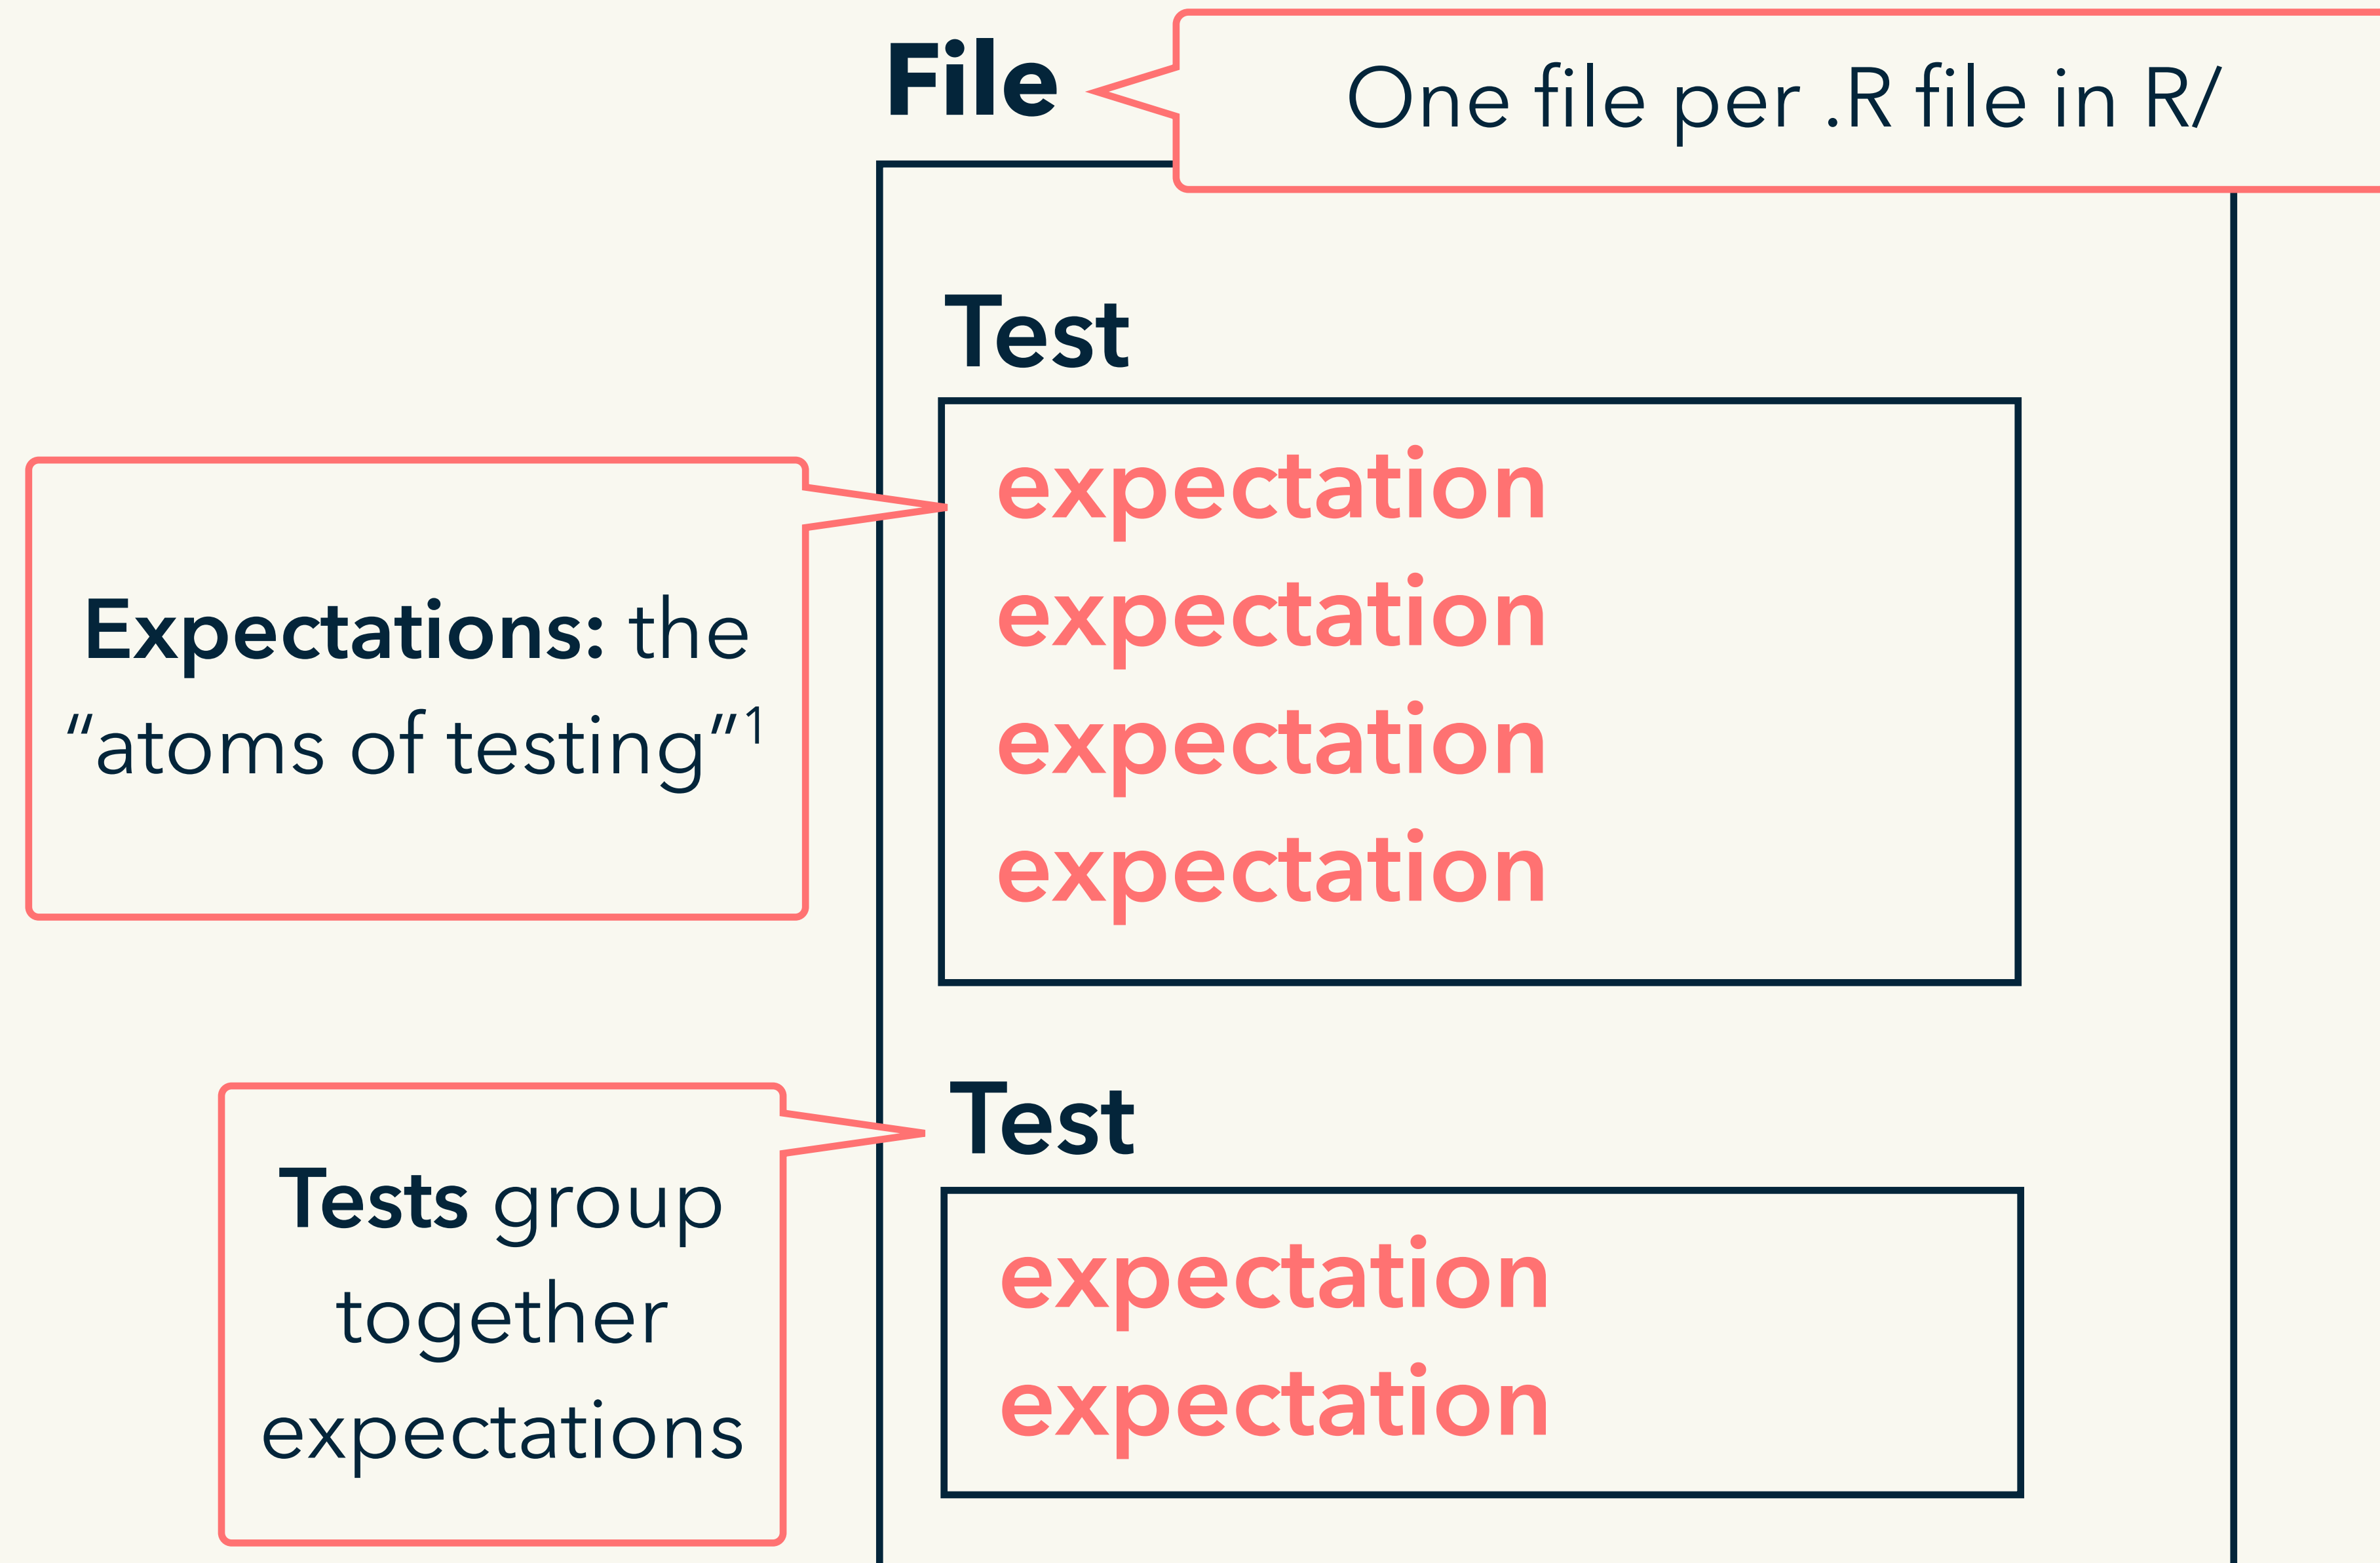 File
One file per .R file in R/
Test
expectation
expectation
expectation
expectation
Expectations: the
“atoms of testing”1
Test
Tests group
together
expectations
expectation
expectation